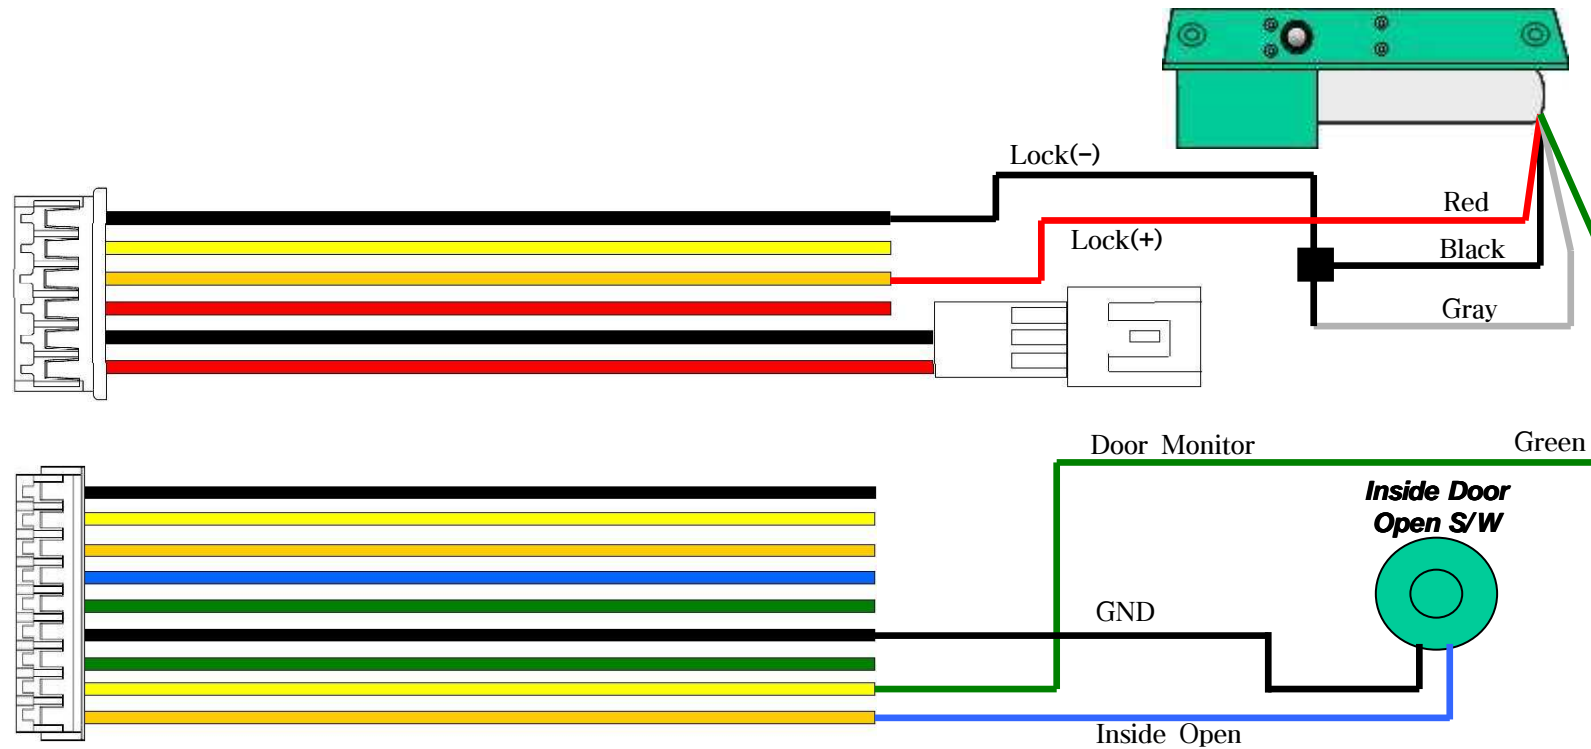 Lock(-)
Red
Lock(+)
Black
Gray
Door Monitor
Green
Inside Door
Open S/W
GND
Inside Open